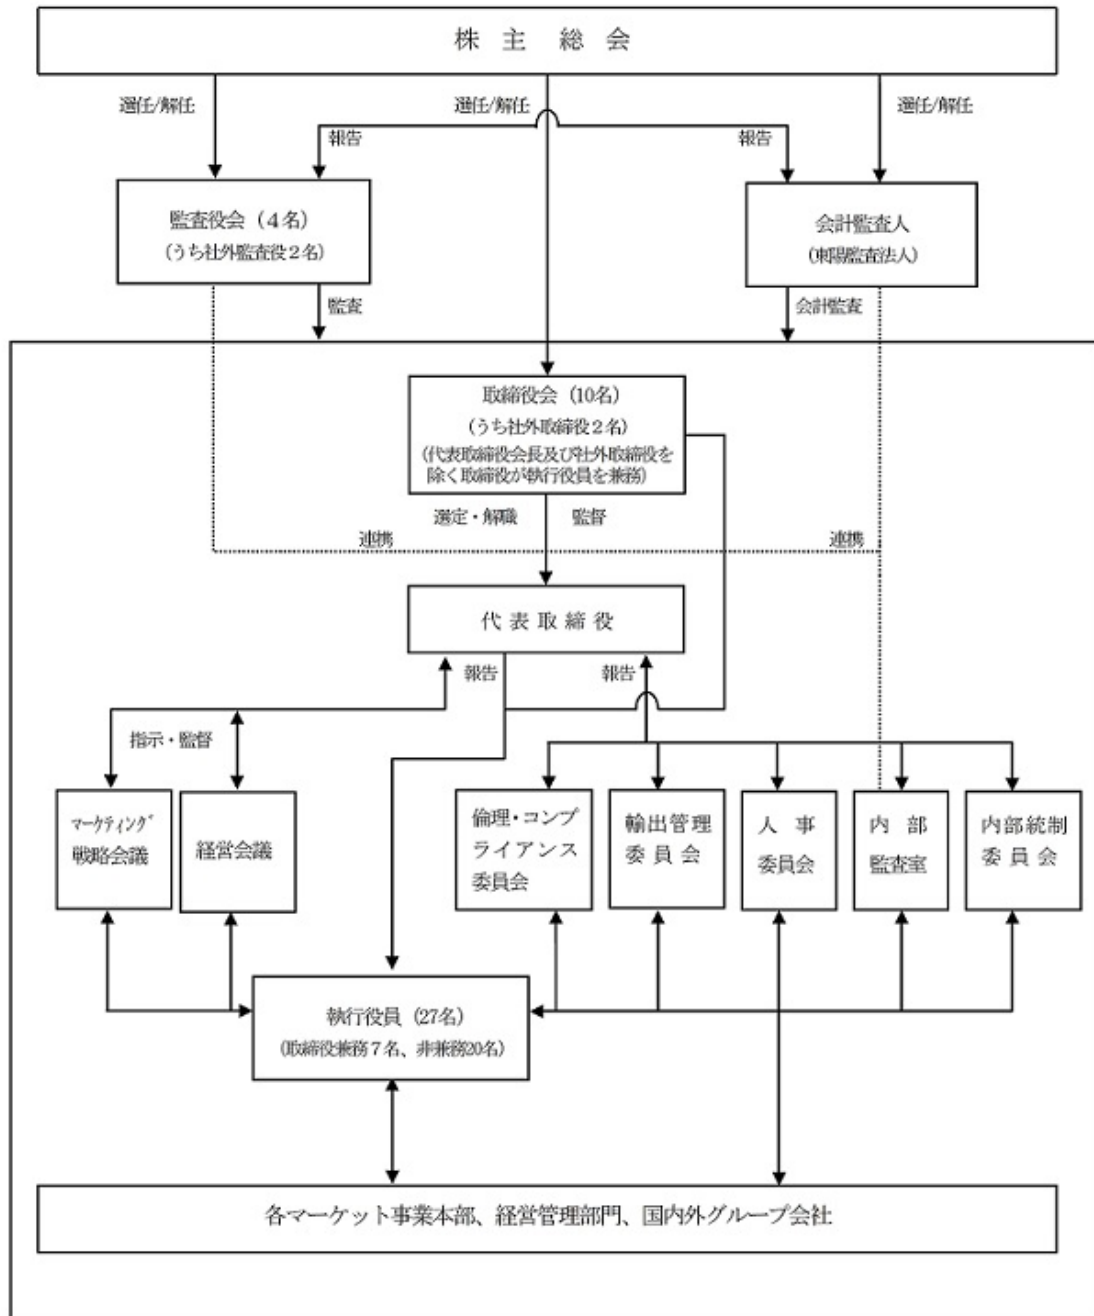 株主総会
選任/解任
選任/解任
選任/解任
報告
報告
監査役会（４名）
（うち社外監査役２名）
会計監査人
（東陽監査法人）
監査
会計監査
取締役会（10名）
（うち社外取締役２名）
（代表取締役会長及び社外取締役を
除く取締役が執行役員を兼務）
選定・解職
監督
連携
連携
代表取締役
報告
報告
指示・監督
ﾏｰｹﾃｨﾝｸﾞ
戦略会議
経営会議
倫理・コンプ
ライアンス
委員会
輸出管理
委員会
人事
委員会
内部
監査室
内部統制
委員会
執行役員（27名）
（取締役兼務７名、非兼務20名）
各マーケット事業本部、経営管理部門、国内外グループ会社